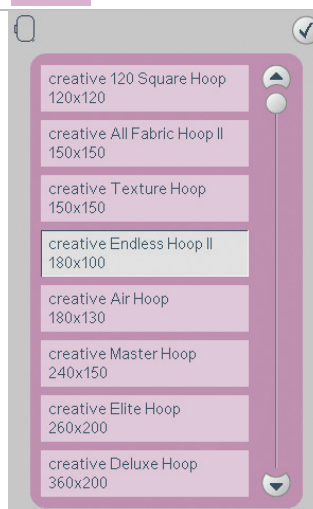 creative 120 Square Hoop
120x120
creative All Fabric Hoop II
150x150
creative Texture Hoop
150x150
creative Endless Hoop II
180x100
creative Air Hoop
180x130
creative Master Hoop
240x150
creative Elite Hoop
260x200
creative Deluxe Hoop
360x200